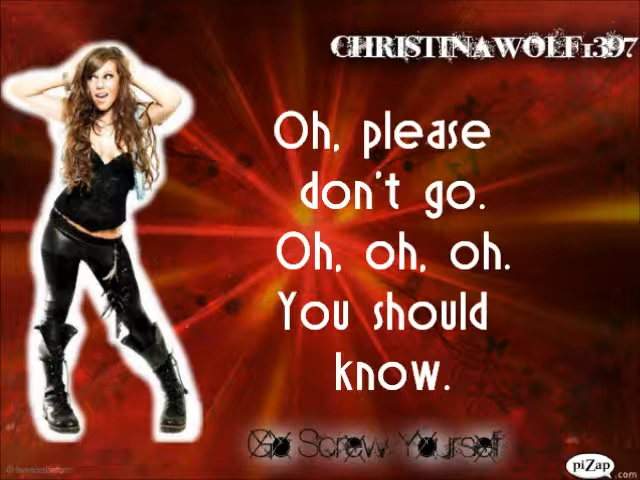 CHRISTINAWOLF1397
Oh, please
don't go.
Oh, oh, oh.
You should
know.
Go Screw Yourself
piZap
.com